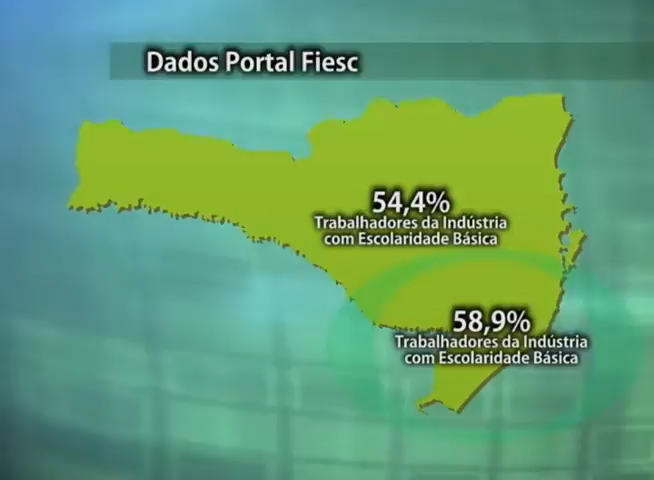 Dados Portal Fiesc
54,4%
Trabalhadores da Indústria
com Escolaridade Básica
58,9%
Trabalhadores da Indústria
com Escolaridade Básica